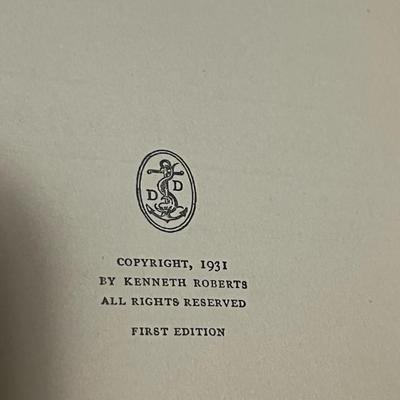 D D
COPYRIGHT, 1931
BY KENNETH ROBERTS
ALL RIGHTS RESERVED
FIRST EDITION